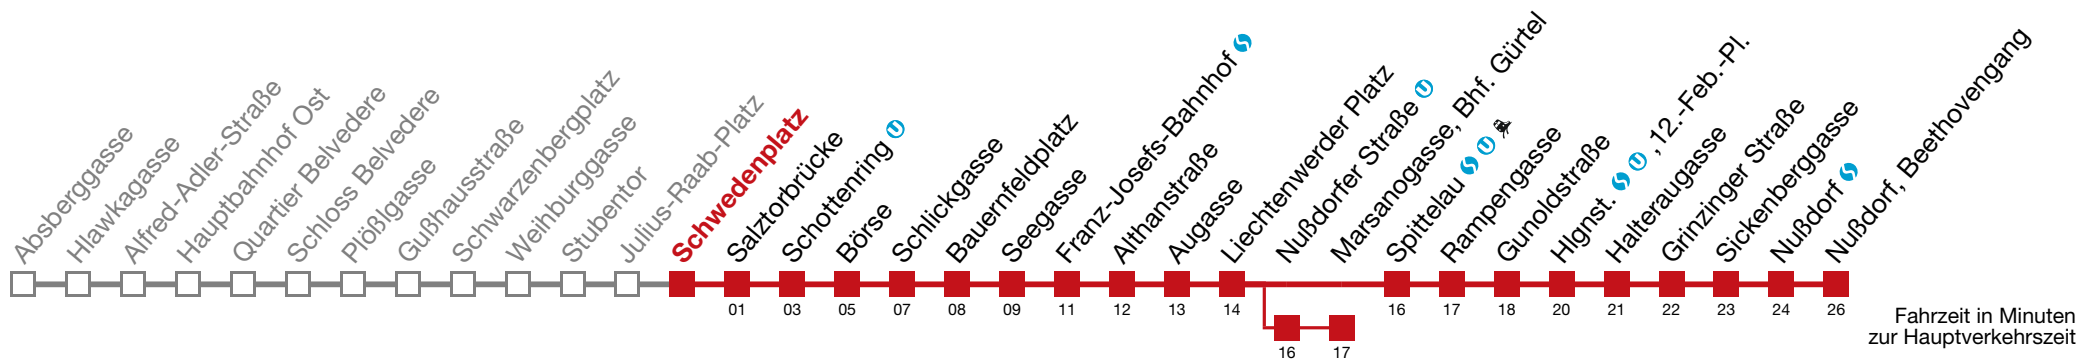 Absberggasse
Hlawkagasse
Alfred-Adler-Straße
Hauptbahnhof Ost
Quartier Belvedere
Schloss Belvedere
Plößlgasse
Gußhausstraße
Schwarzenbergplatz
Weihburggasse
Stubentor
Julius-Raab-Platz
Schwedenplatz
Salztorbrücke
Schottenring U
Börse
Schlickgasse
Bauernfeldplatz
Seegasse
Franz-Josefs-Bahnhof S
Althanstraße
Augasse
Liechtenwerder Platz
Nußdorfer Straße U
Marsanogasse, Bhf. Gürtel
Spittelau S U
Rampengasse
Gunoldstraße
Hlgnst. S U , 12.-Feb.-Pl.
Halteraugasse
Grinzinger Straße
Sickenberggasse
Nußdorf S
Nußdorf, Beethovengang
01 03 05 07 08 09 11 12 13 14 16 17 18 20 21 22 23 24 26
16 17
Fahrzeit in Minuten
zur Hauptverkehrszeit